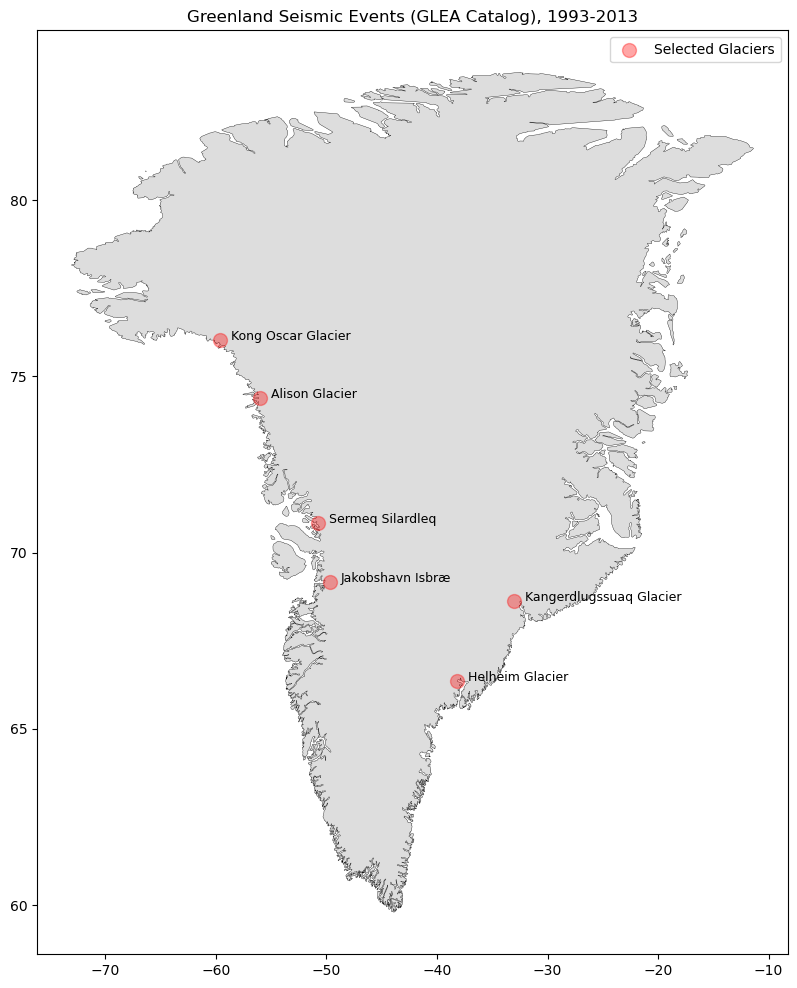 Greenland Seismic Events (GLEA Catalog), 1993-2013
Selected Glaciers
80
Kong Oscar Glacier
75
Alison Glacier
Sermeq Silardleq
70
Jakobshavn Isbræ
Kangerdlugssuaq Glacier
Helheim Glacier
65
60
−70 −60 −50 −40 −30 −20 −10